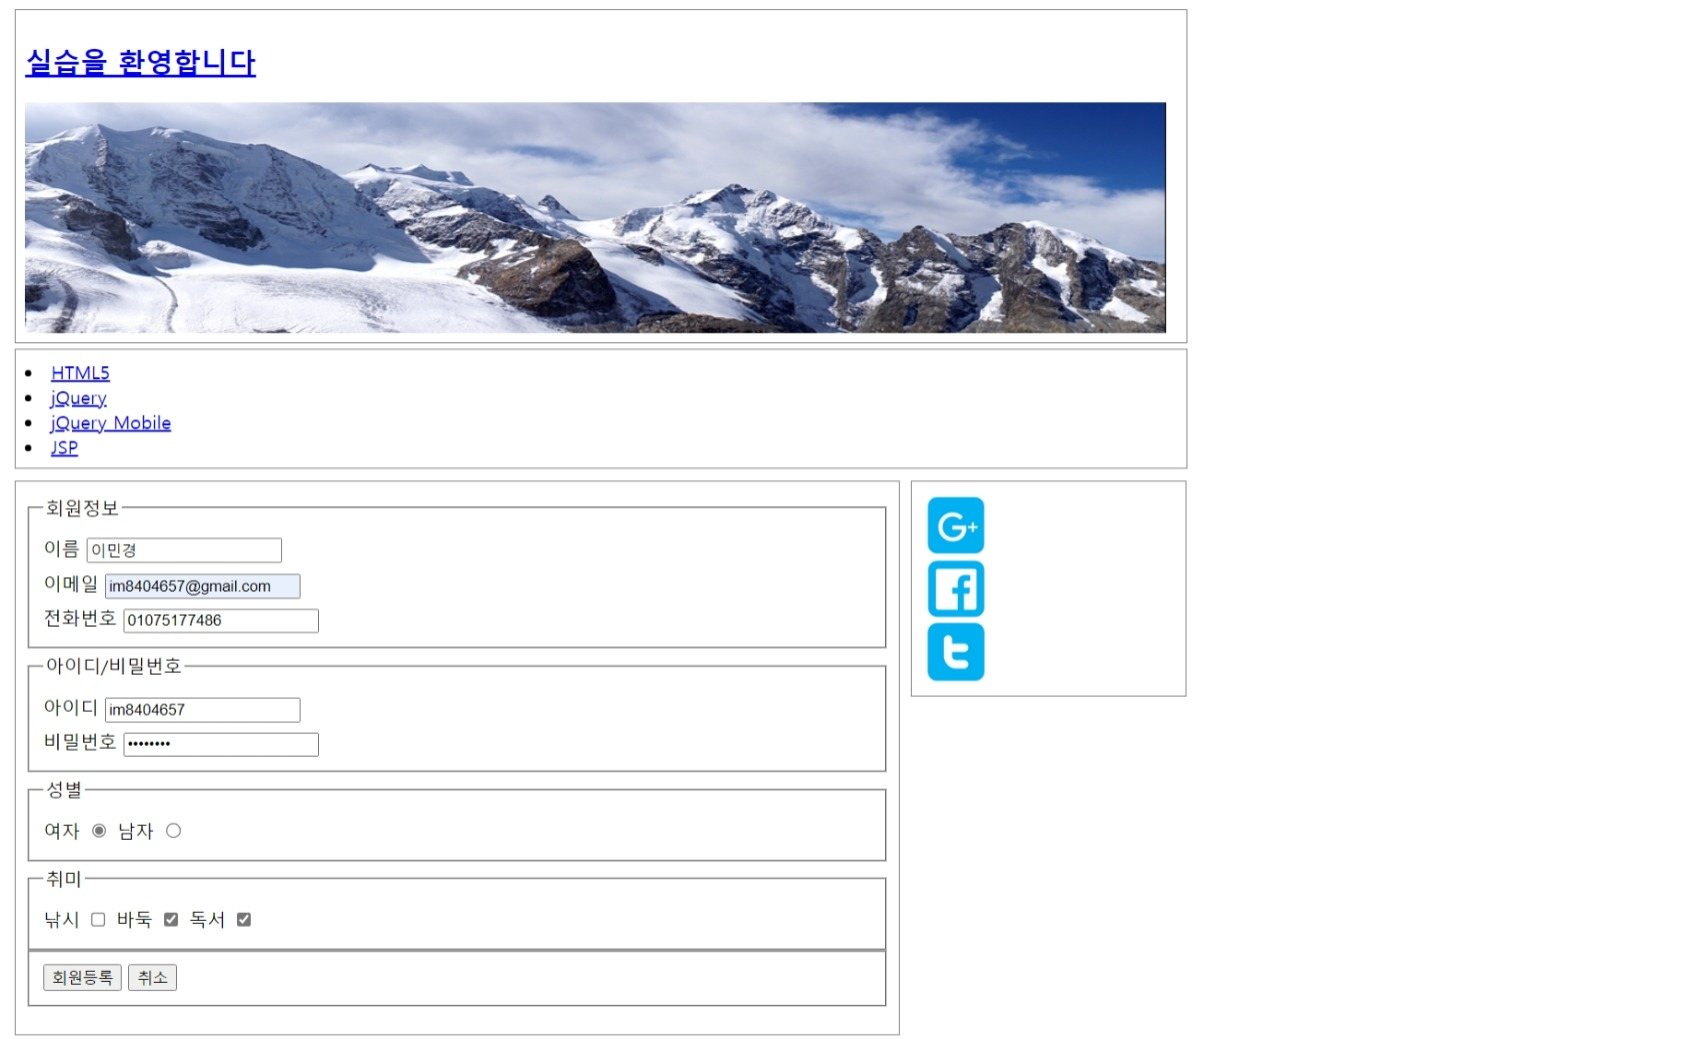 실습을 환영합니다
HTML5
jQuery
jQuery Mobile
JSP
회원정보
이름 이민경
이메일 im8404657@gmail.com
전화번호 01075177486
아이디/비밀번호
아이디 im8404657
비밀번호 ••••••••
성별
여자 남자
취미
낚시 바둑 독서
회원등록 취소
G+
f
t